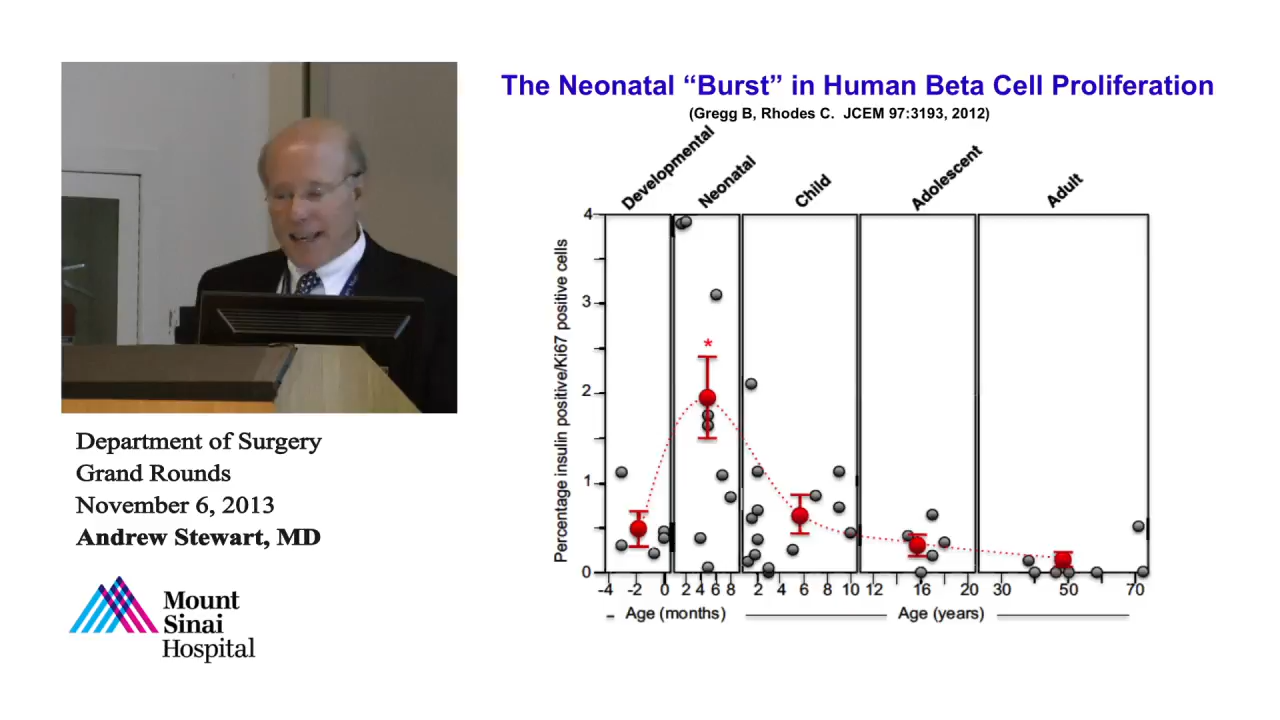 The Neonatal “Burst” in Human Beta Cell Proliferation
(Gregg B, Rhodes C. JCEM 97:3193, 2012)
Developmental
Neonatal
Child
Adolescent
Adult
Percentage insulin positive/Ki67 positive cells
4
3
2
1
0
*
-4 -2 0 2 4 6 8 2 4 6 8 10 12 16 20 30 50 70
Age (months)
Age (years)
Department of Surgery
Grand Rounds
November 6, 2013
Andrew Stewart, MD
Mount
Sinai
Hospital